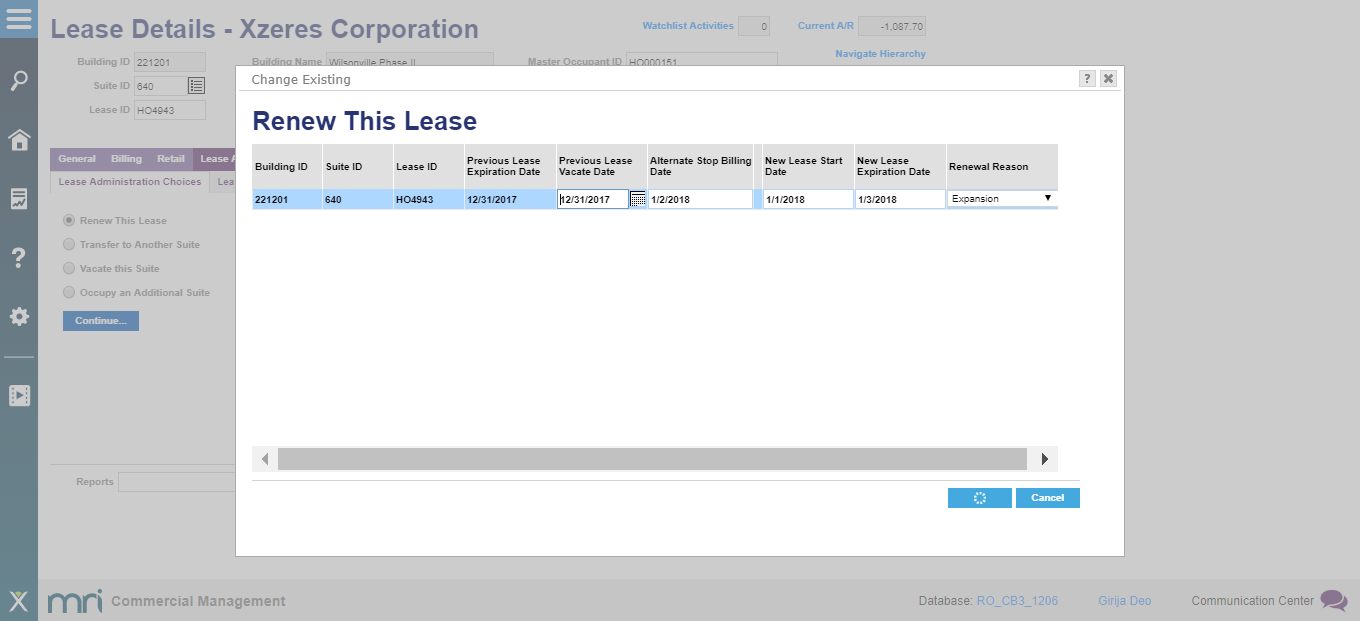 Lease Details - Xzeres Corporation
Watchlist Activities 0 Current A/R -1,087.70
Navigate Hierarchy
Building ID 221201 Building Name Wilsonville Phase II Master Occupant ID HO000151
Suite ID 640
Lease ID HO4943
General Billing Retail Lease A
Lease Administration Choices Lea
Renew This Lease
Transfer to Another Suite
Vacate this Suite
Occupy an Additional Suite
Continue...
Reports
Change Existing ?
Renew This Lease
Building ID Suite ID Lease ID Previous Lease Expiration Date Previous Lease Vacate Date Alternate Stop Billing Date New Lease Start Date New Lease Expiration Date Renewal Reason
221201 640 HO4943 12/31/2017 12/31/2017 1/2/2018 1/1/2018 1/3/2018 Expansion
Cancel
mri Commercial Management
Database: RO_CB3_1206 Girija Deo Communication Center